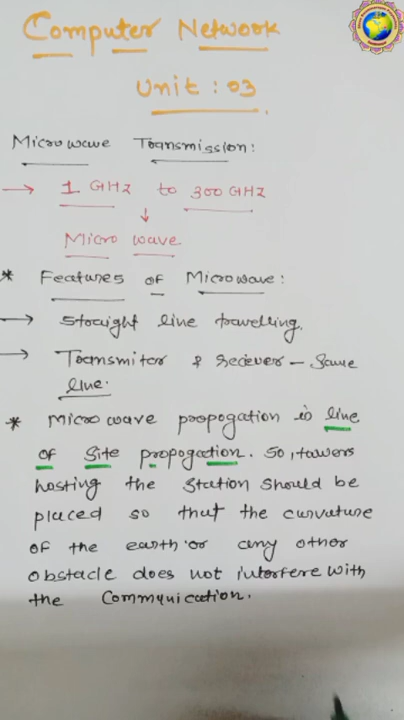 Computer Network
Unit : 03
Microwave Transmission:
→ 1 GHz to 300 GHz
↓
Micro wave
* Features of Microwave:
→ Straight line travelling.
→ Transmitor & reciever - Same
line.
* Microwave propogation is line
of Site propogation. So, towers
hosting the Station should be
placed so that the curvature
of the earth or any other
obstacle does not interfere with
the Communication.